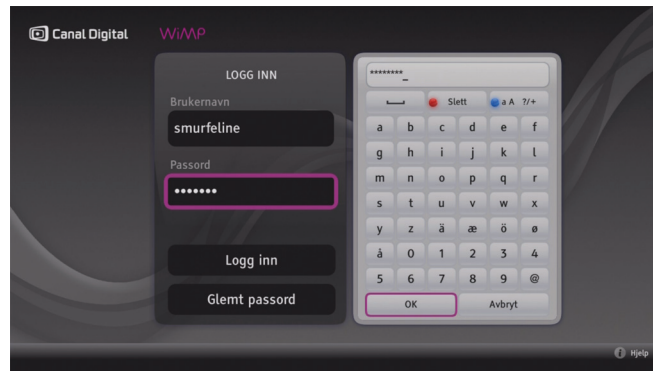 Canal Digital WiMP
LOGG INN
Brukernavn
smurfeline
Passord
•••••••
Logg inn
Glemt passord
********_
Slett a A ?/+
a b c d e f
g h i j k l
m n o p q r
s t u v w x
y z ä æ ö ø
å 0 1 2 3 4
5 6 7 8 9 @
OK Avbryt
i Hjelp